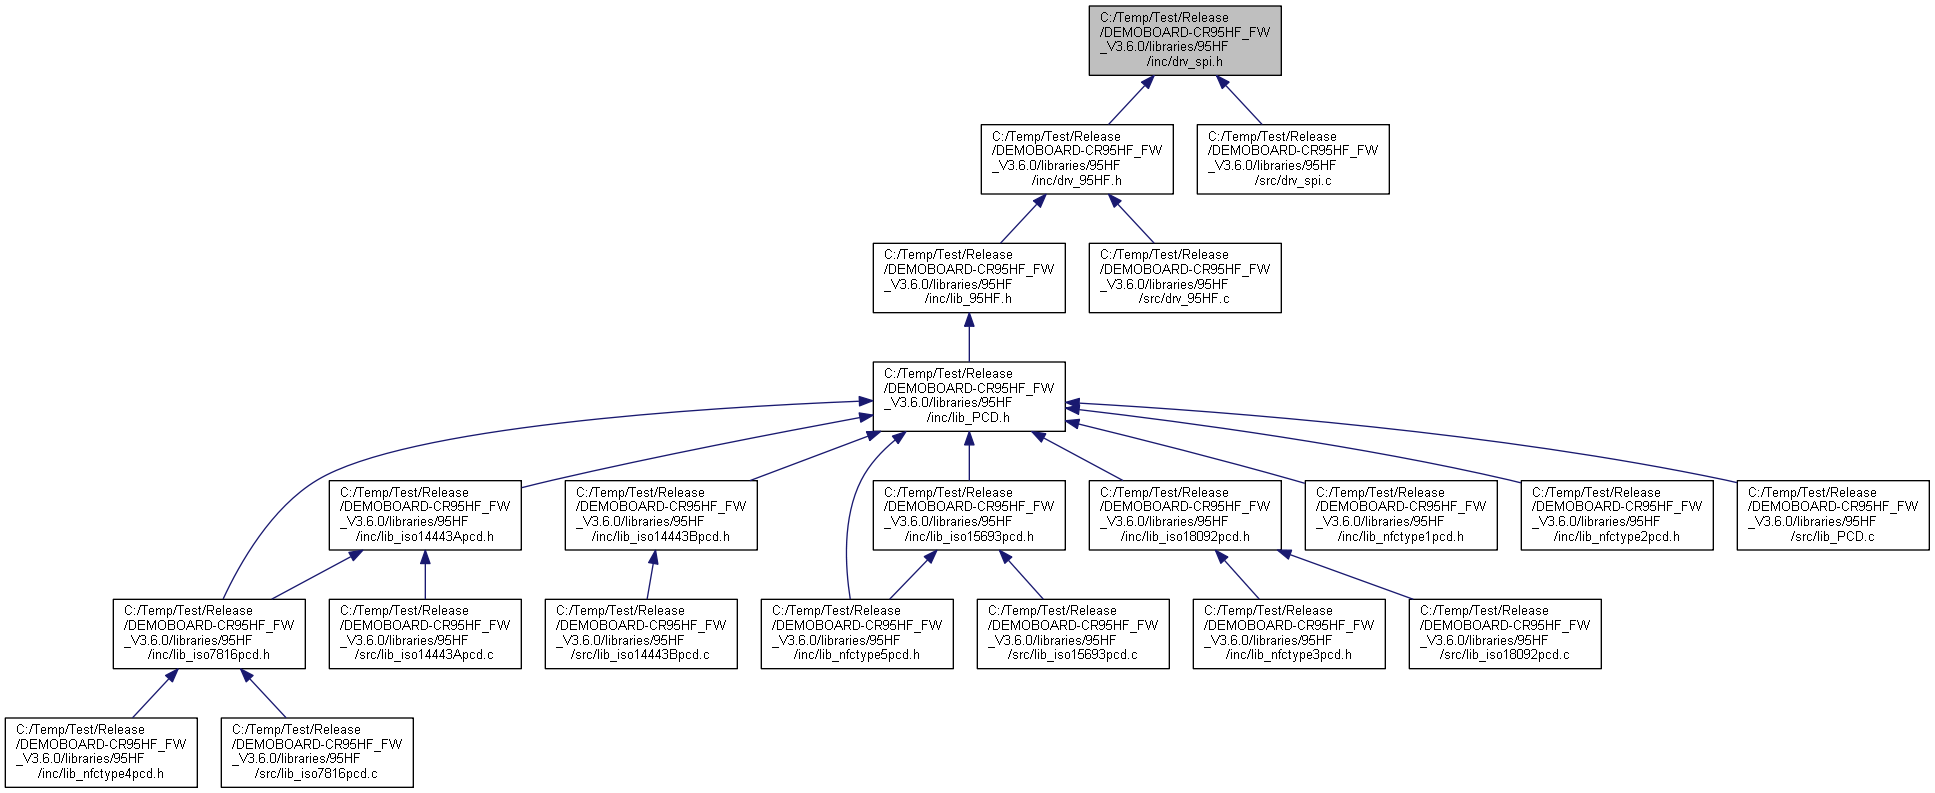 C:/Temp/Test/Release
/DEMOBOARD-CR95HF_FW
_V3.6.0/libraries/95HF
/inc/drv_spi.h
C:/Temp/Test/Release
/DEMOBOARD-CR95HF_FW
_V3.6.0/libraries/95HF
/inc/drv_95HF.h
C:/Temp/Test/Release
/DEMOBOARD-CR95HF_FW
_V3.6.0/libraries/95HF
/src/drv_spi.c
C:/Temp/Test/Release
/DEMOBOARD-CR95HF_FW
_V3.6.0/libraries/95HF
/inc/lib_95HF.h
C:/Temp/Test/Release
/DEMOBOARD-CR95HF_FW
_V3.6.0/libraries/95HF
/src/drv_95HF.c
C:/Temp/Test/Release
/DEMOBOARD-CR95HF_FW
_V3.6.0/libraries/95HF
/inc/lib_PCD.h
C:/Temp/Test/Release
/DEMOBOARD-CR95HF_FW
_V3.6.0/libraries/95HF
/inc/lib_iso14443Apcd.h
C:/Temp/Test/Release
/DEMOBOARD-CR95HF_FW
_V3.6.0/libraries/95HF
/inc/lib_iso14443Bpcd.h
C:/Temp/Test/Release
/DEMOBOARD-CR95HF_FW
_V3.6.0/libraries/95HF
/inc/lib_iso15693pcd.h
C:/Temp/Test/Release
/DEMOBOARD-CR95HF_FW
_V3.6.0/libraries/95HF
/inc/lib_iso18092pcd.h
C:/Temp/Test/Release
/DEMOBOARD-CR95HF_FW
_V3.6.0/libraries/95HF
/inc/lib_nfctype1pcd.h
C:/Temp/Test/Release
/DEMOBOARD-CR95HF_FW
_V3.6.0/libraries/95HF
/inc/lib_nfctype2pcd.h
C:/Temp/Test/Release
/DEMOBOARD-CR95HF_FW
_V3.6.0/libraries/95HF
/src/lib_PCD.c
C:/Temp/Test/Release
/DEMOBOARD-CR95HF_FW
_V3.6.0/libraries/95HF
/inc/lib_iso7816pcd.h
C:/Temp/Test/Release
/DEMOBOARD-CR95HF_FW
_V3.6.0/libraries/95HF
/src/lib_iso14443Apcd.c
C:/Temp/Test/Release
/DEMOBOARD-CR95HF_FW
_V3.6.0/libraries/95HF
/src/lib_iso14443Bpcd.c
C:/Temp/Test/Release
/DEMOBOARD-CR95HF_FW
_V3.6.0/libraries/95HF
/inc/lib_nfctype5pcd.h
C:/Temp/Test/Release
/DEMOBOARD-CR95HF_FW
_V3.6.0/libraries/95HF
/src/lib_iso15693pcd.c
C:/Temp/Test/Release
/DEMOBOARD-CR95HF_FW
_V3.6.0/libraries/95HF
/inc/lib_nfctype3pcd.h
C:/Temp/Test/Release
/DEMOBOARD-CR95HF_FW
_V3.6.0/libraries/95HF
/src/lib_iso18092pcd.c
C:/Temp/Test/Release
/DEMOBOARD-CR95HF_FW
_V3.6.0/libraries/95HF
/inc/lib_nfctype4pcd.h
C:/Temp/Test/Release
/DEMOBOARD-CR95HF_FW
_V3.6.0/libraries/95HF
/src/lib_iso7816pcd.c